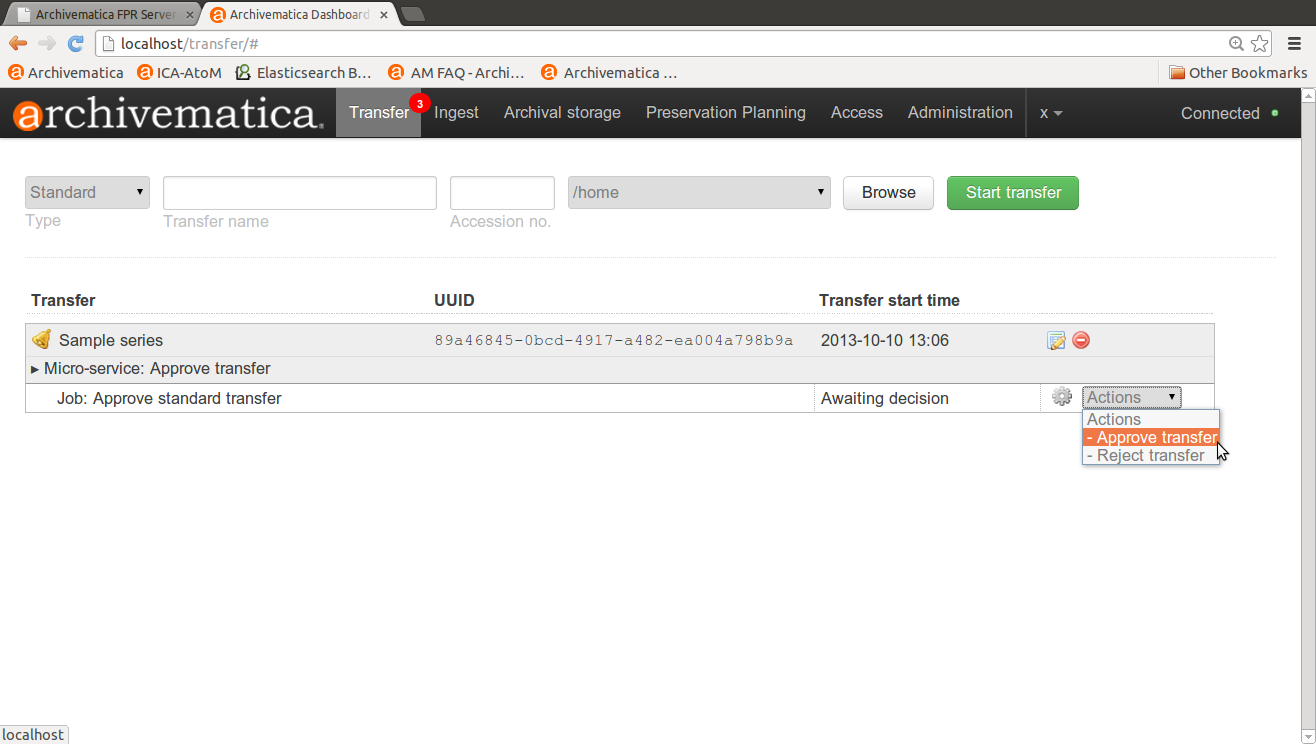 Archivematica FPR Server
Archivematica Dashboard
localhost/transfer/#
Archivematica ICA-AtoM Elasticsearch B... AM FAQ - Archi... Archivematica ... Other Bookmarks
archivematica. Transfer 3 Ingest Archival storage Preservation Planning Access Administration x Connected
Standard /home Browse Start transfer
Type Transfer name Accession no.
Transfer UUID Transfer start time
Sample series 89a46845-0bcd-4917-a482-ea004a798b9a 2013-10-10 13:06
Micro-service: Approve transfer
Job: Approve standard transfer Awaiting decision Actions
Actions
- Approve transfer
- Reject transfer
localhost